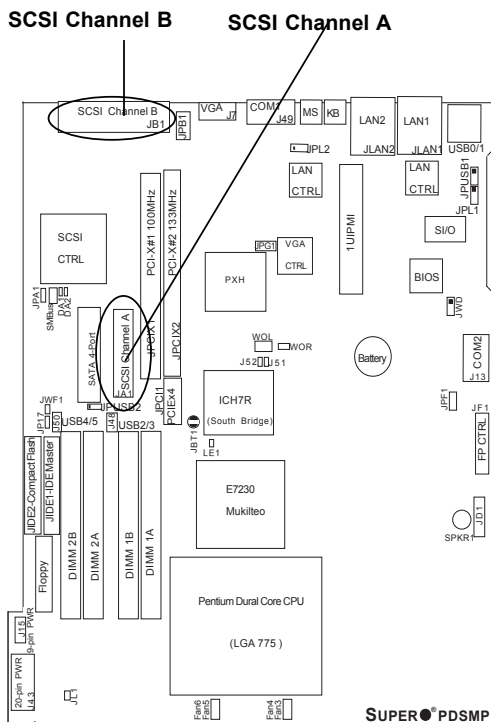 SCSI Channel B
SCSI Channel A
SCSI Channel B
JB1
JPB1
VGA
J7
COM1
J49
MS
KB
LAN2
JLAN2
LAN1
JLAN1
USB0/1
JPL2
LAN
CTRL
LAN
CTRL
JPUSB1
JPL1
SCSI
CTRL
PCI-X#1 100MHz
JPCIX1
PCI-X#2 133MHz
JPCIX2
1UIPMI
SI/O
JPG1
VGA
CTRL
PXH
BIOS
JPA1
SMBus
DA1
DA2
JWD
SATA 4-Port
SCSI Channel A
JA1
WOL
WOR
J52
J51
Battery
COM2
J13
JPCI1
PCIEx4
ICH7R
(South Bridge)
JPF1
JF1
FP CTRL
JWF1
JP17
J50
JPUSB2
USB4/5
J48
USB2/3
JBT1
LE1
JIDE2-CompactFlash
JIDE1-IDE Master
E7230
Mukilteo
SPKR1
JD1
Floppy
DIMM 2B
DIMM 2A
DIMM 1B
DIMM 1A
Pentium Dural Core CPU
(LGA 775 )
J15
9-pin PWR
20-pin PWR
J4.3
JL1
Fan6
Fan5
Fan4
Fan3
SUPER®PDSMP